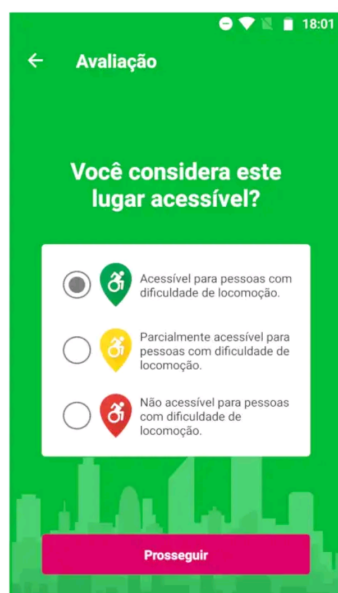 18:01
Avaliação
Você considera este
lugar acessível?
Acessível para pessoas com
dificuldade de locomoção.
Parcialmente acessível para
pessoas com dificuldade de
locomoção.
Não acessível para pessoas
com dificuldade de
locomoção.
Prosseguir